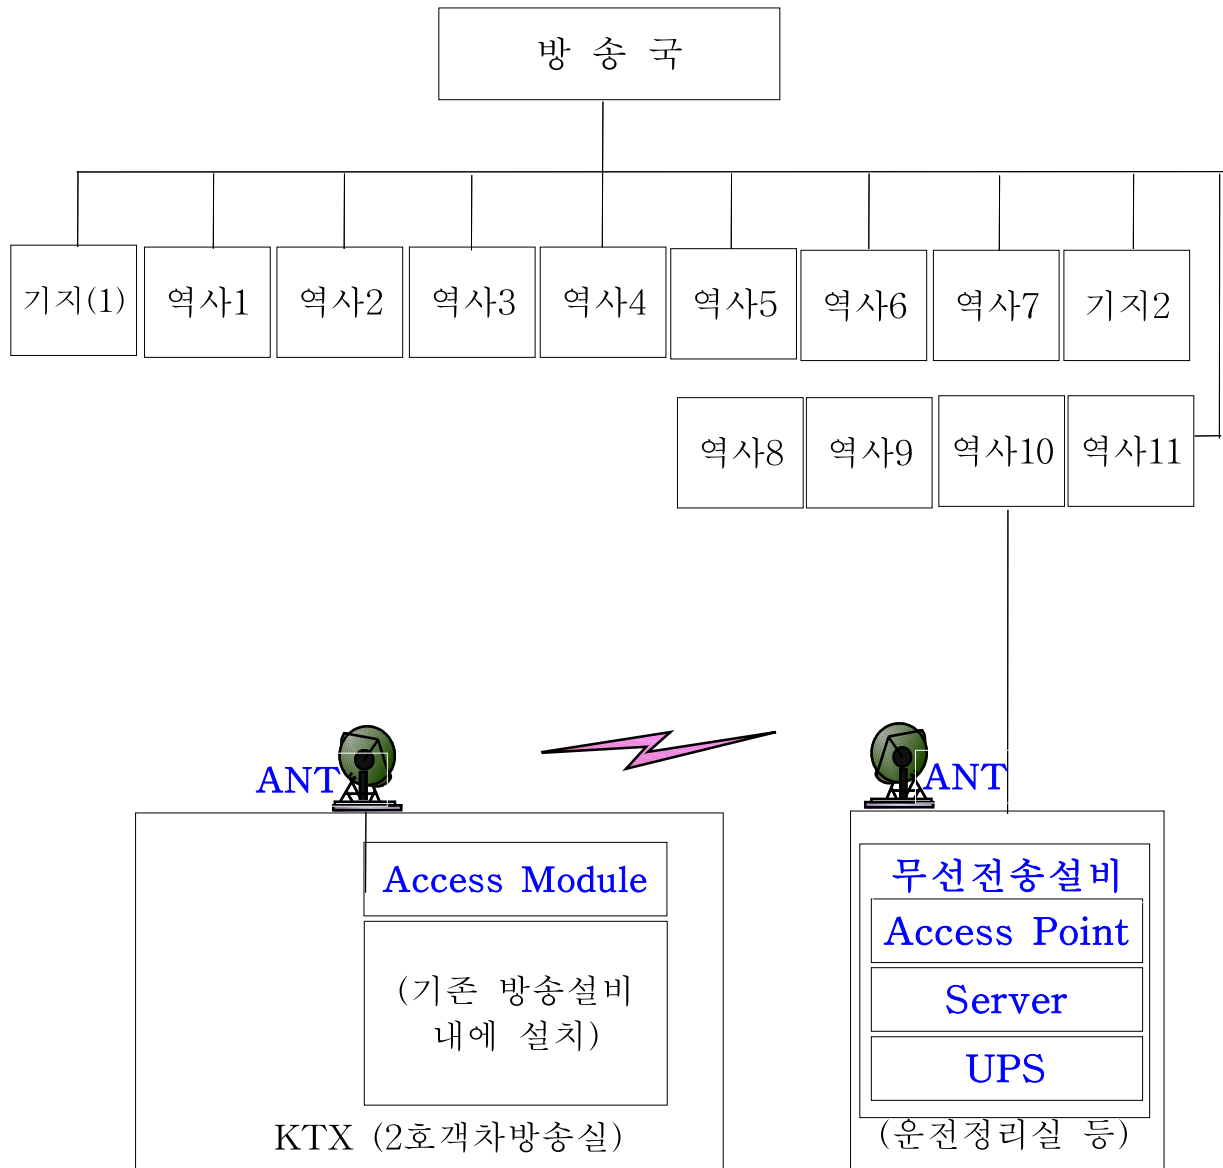 방 송 국
기지(1) 역사1 역사2 역사3 역사4 역사5 역사6 역사7 기지2
역사8 역사9 역사10 역사11
ANT
ANT
Access Module
(기존 방송설비
내에 설치)
KTX (2호객차방송실)
무선전송설비
Access Point
Server
UPS
(운전정리실 등)